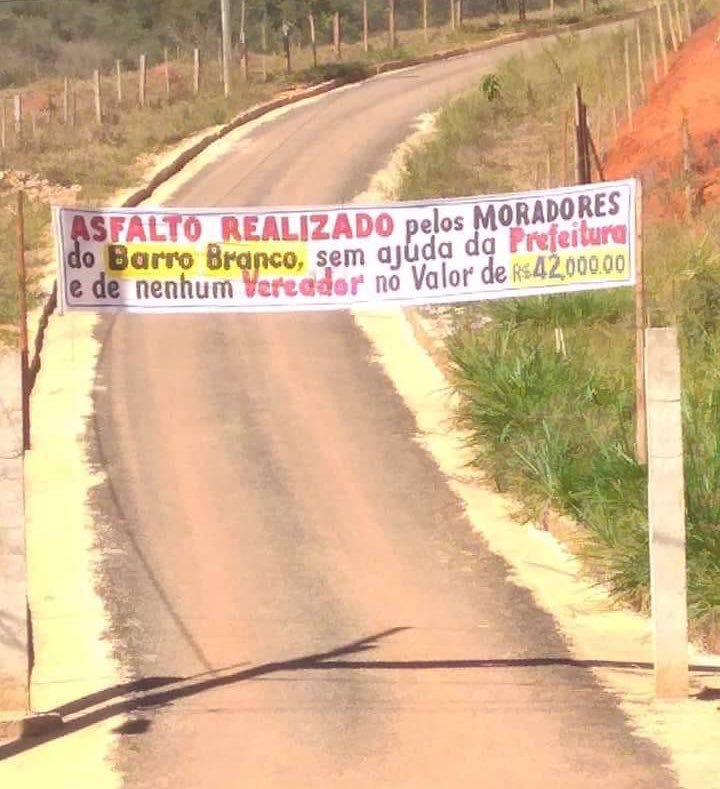 ASFALTO REALIZADO pelos MORADORES
do Barro Branco, sem ajuda da Prefeitura
e de nenhum Vereador no Valor de R$42,000.00